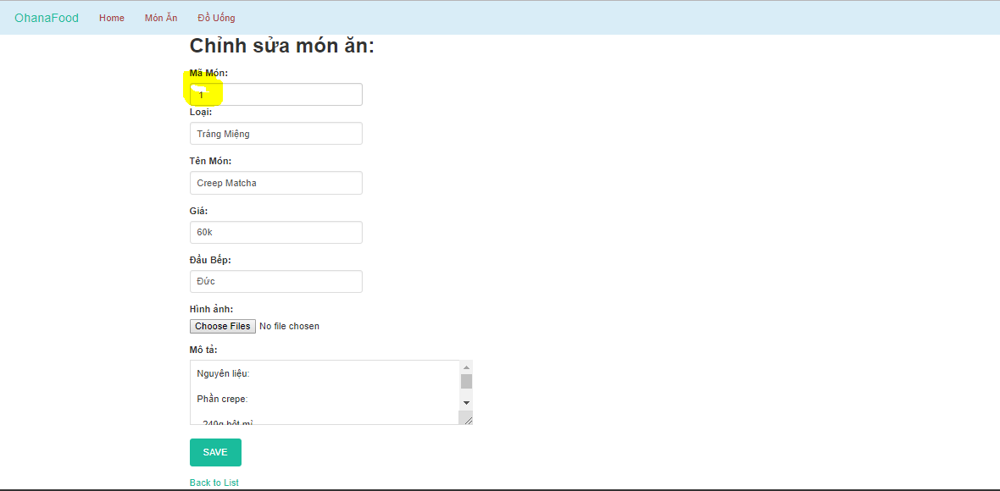 OhanaFood Home Món Ăn Đồ Uống
Chỉnh sửa món ăn:
Mã Món:
1
Loại:
Tráng Miệng
Tên Món:
Creep Matcha
Giá:
60k
Đầu Bếp:
Đức
Hình ảnh:
Choose Files No file chosen
Mô tả:
Nguyên liệu:
Phần crepe:
240g bột mì
SAVE
Back to List